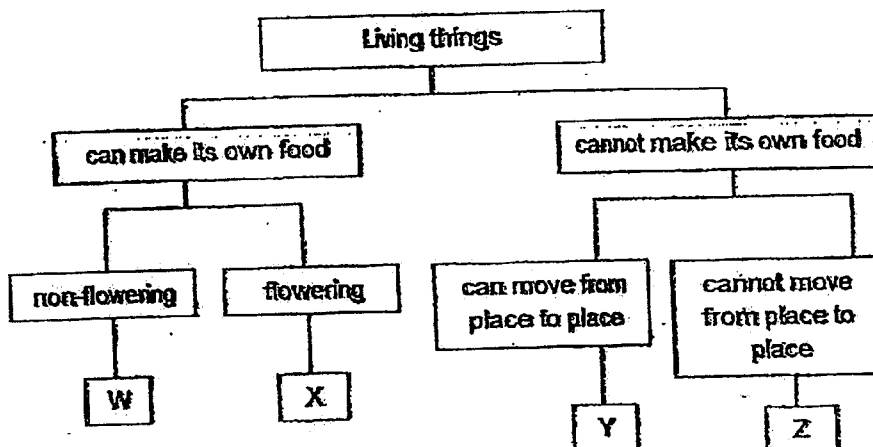 Living things
can make its own food
cannot make its own food
non-flowering
flowering
can move from
place to place
cannot move
from place to
place
W
X
Y
Z